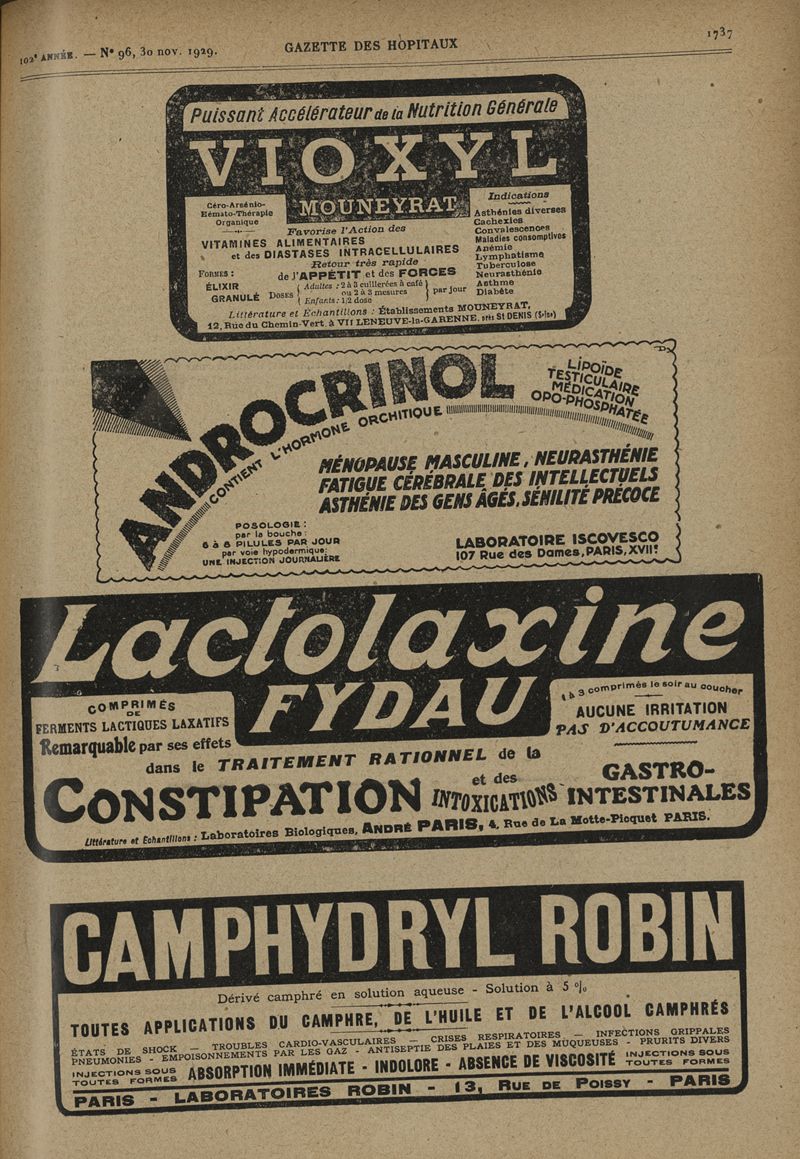 102e ANNÉE. — No 96, 30 nov. 1929.
GAZETTE DES HÔPITAUX
1737
Puissant Accélérateur de la Nutrition Générale
VIOXYL
MOUNEYRAT
Céro-Arsénio-
Hémato-Thérapie
Organique
Favorise l'Action des
VITAMINES ALIMENTAIRES
et des DIASTASES INTRACELLULAIRES
Retour très rapide
de l'APPÉTIT et des FORCES
FORMES :
ÉLIXIR
GRANULÉ
DOSES
Adultes : 2 à 3 cuillerées à café
ou 2 à 3 mesures
Enfants : 1/2 dose
par jour
Indications
Asthénies diverses
Cachexies
Convalescences
Maladies consomptives
Anémie
Lymphatisme
Tuberculose
Neurasthénie
Asthme
Diabète
Littérature et Échantillons : Établissements MOUNEYRAT,
12, Rue du Chemin-Vert à VILLENEUVE-la-GARENNE, près St DENIS (Seine)
ANDROCRINOL
LIPOÏDE
TESTICULAIRE
MÉDICATION
OPO-PHOSPHATÉE
CONTIENT L'HORMONE ORCHITIQUE
MÉNOPAUSE MASCULINE, NEURASTHÉNIE
FATIGUE CÉRÉBRALE DES INTELLECTUELS
ASTHÉNIE DES GENS ÂGÉS, SÉNILITÉ PRÉCOCE
POSOLOGIE :
par la bouche :
6 à 8 PILULES PAR JOUR
par voie hypodermique:
UNE INJECTION JOURNALIÈRE
LABORATOIRE ISCOVESCO
107 Rue des Dames, PARIS, XVIIe
Lactolaxine
FYDAU
COMPRIMÉS
DE
FERMENTS LACTIQUES LAXATIFS
1 à 3 comprimés le soir au coucher
AUCUNE IRRITATION
PAS D'ACCOUTUMANCE
Remarquable par ses effets
dans le TRAITEMENT RATIONNEL de la
CONSTIPATION
et des
INTOXICATIONS
GASTRO-
INTESTINALES
Littérature et Échantillons : Laboratoires Biologiques, ANDRÉ PARIS, 4, Rue de La Motte-Picquet PARIS.
CAMPHYDRYL ROBIN
Dérivé camphré en solution aqueuse - Solution à 5 %
TOUTES APPLICATIONS DU CAMPHRE, DE L'HUILE ET DE L'ALCOOL CAMPHRÉS
ÉTATS DE SHOCK — TROUBLES CARDIO-VASCULAIRES — CRISES RESPIRATOIRES — INFECTIONS GRIPPALES
PNEUMONIES - EMPOISONNEMENTS PAR LES GAZ - ANTISEPTIE DES PLAIES ET DES MUQUEUSES - PRURITS DIVERS
INJECTIONS SOUS
TOUTES FORMES
ABSORPTION IMMÉDIATE - INDOLORE - ABSENCE DE VISCOSITÉ
INJECTIONS SOUS
TOUTES FORMES
PARIS - LABORATOIRES ROBIN - 13, RUE DE POISSY - PARIS